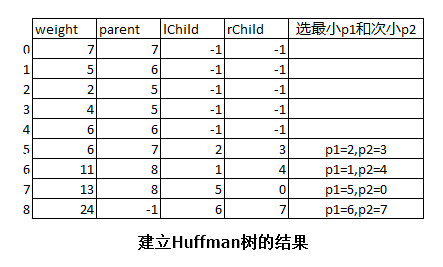 weight parent lChild rChild 选最小p1和次小p2
0 7 7 -1 -1
1 5 6 -1 -1
2 2 5 -1 -1
3 4 5 -1 -1
4 6 6 -1 -1
5 6 7 2 3 p1=2,p2=3
6 11 8 1 4 p1=1,p2=4
7 13 8 5 0 p1=5,p2=0
8 24 -1 6 7 p1=6,p2=7
建立Huffman树的结果